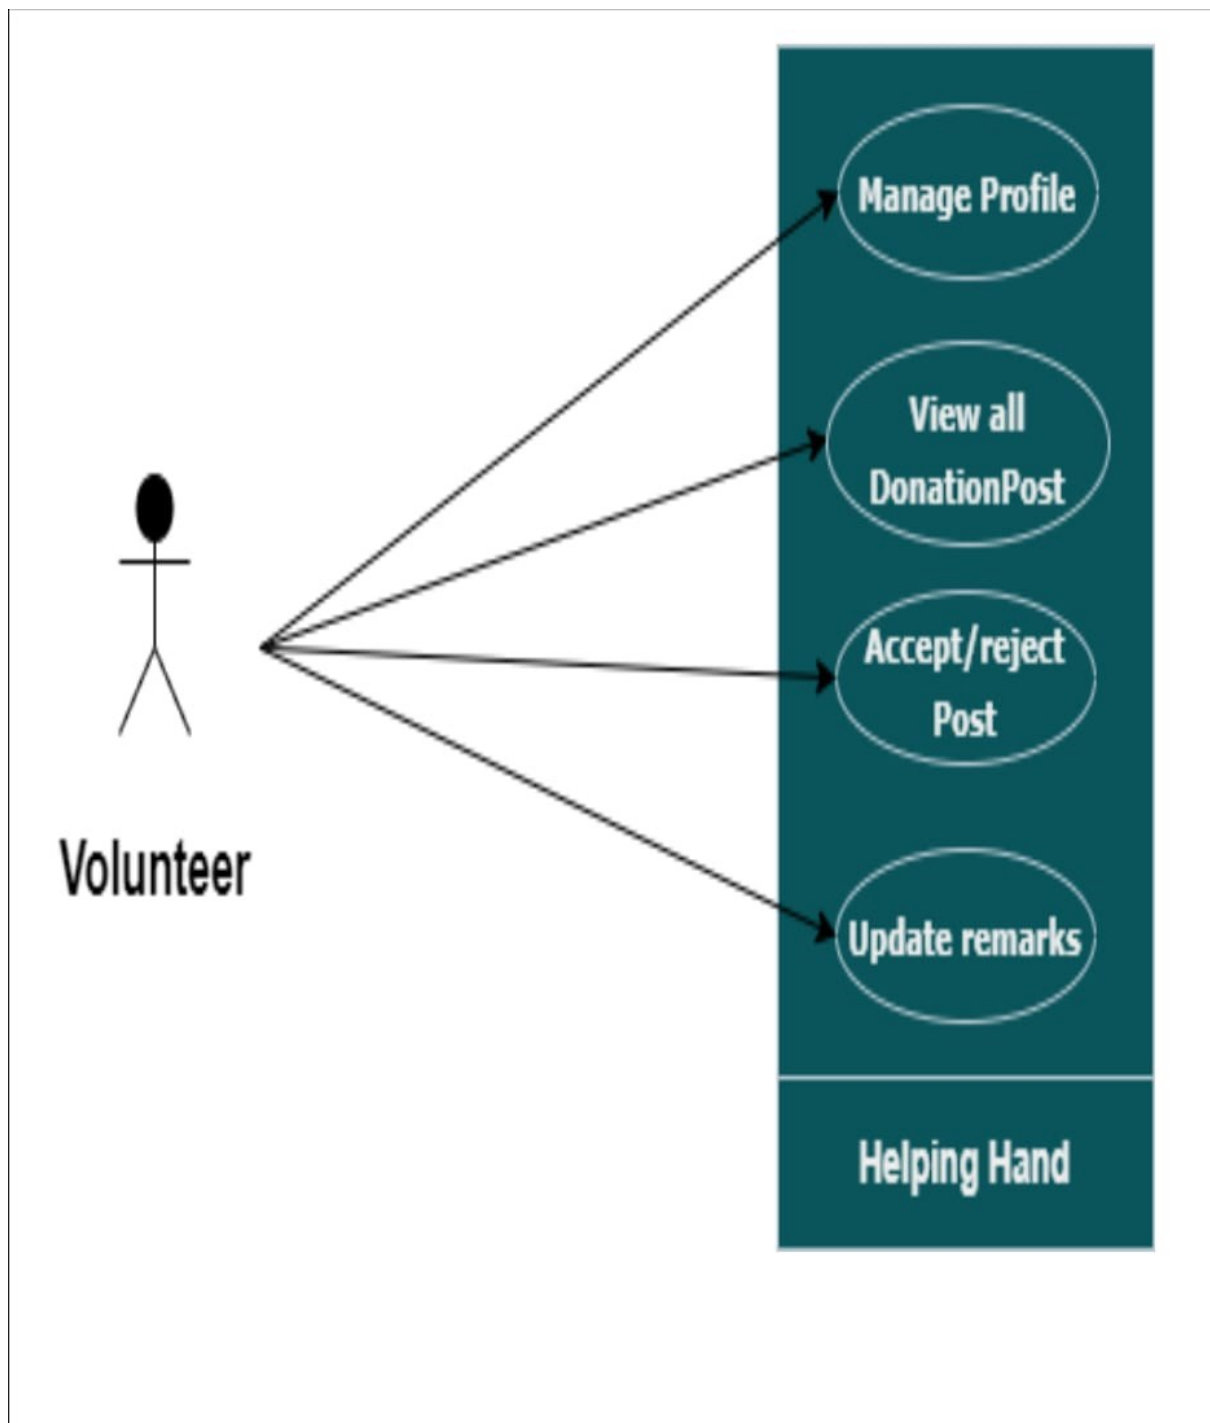 Manage Profile
View all
DonationPost
Accept/reject
Post
Update remarks
Volunteer
Helping Hand